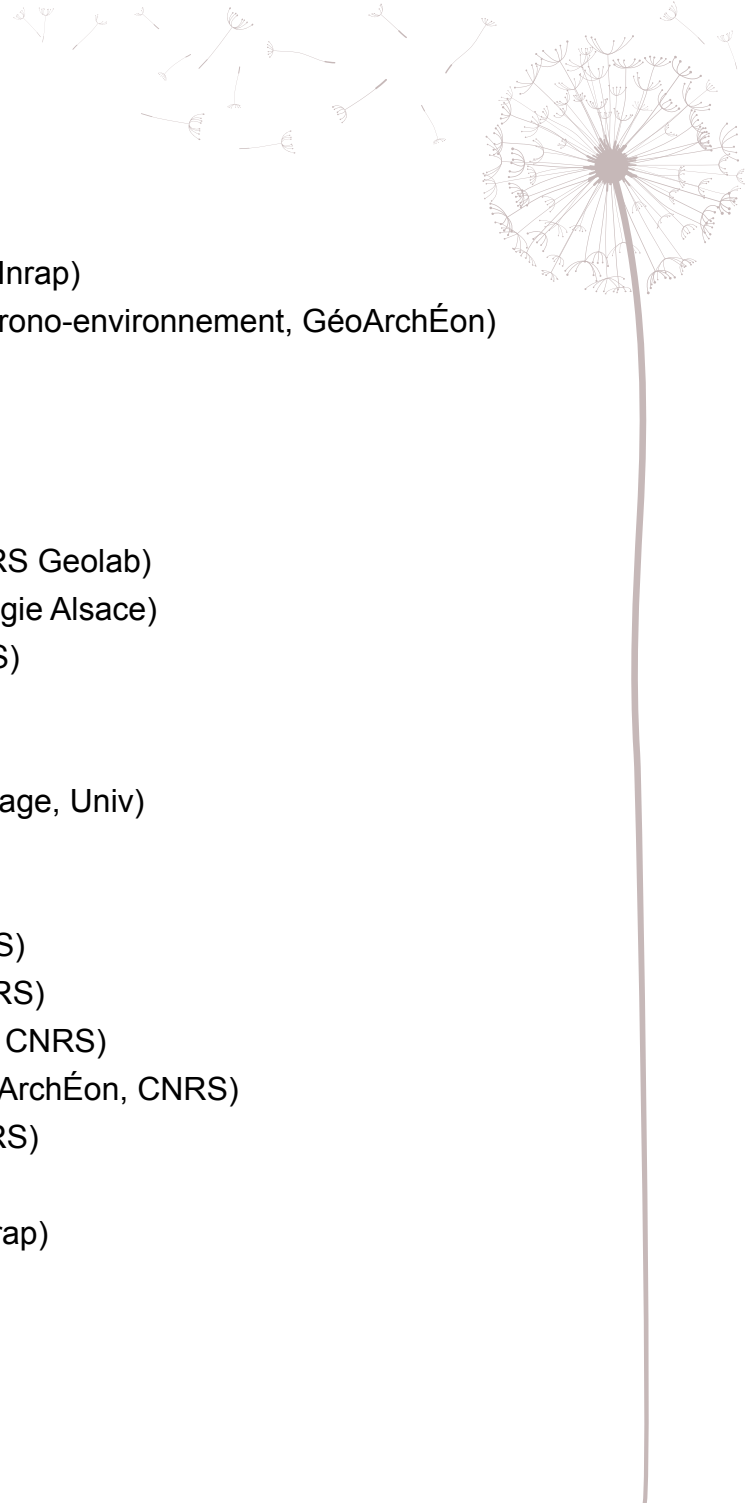 Inrap)
rono-environnement, GéoArchÉon)
RS Geolab)
gie Alsace)
S)
age, Univ)
S)
RS)
CNRS)
ArchÉon, CNRS)
RS)
rap)